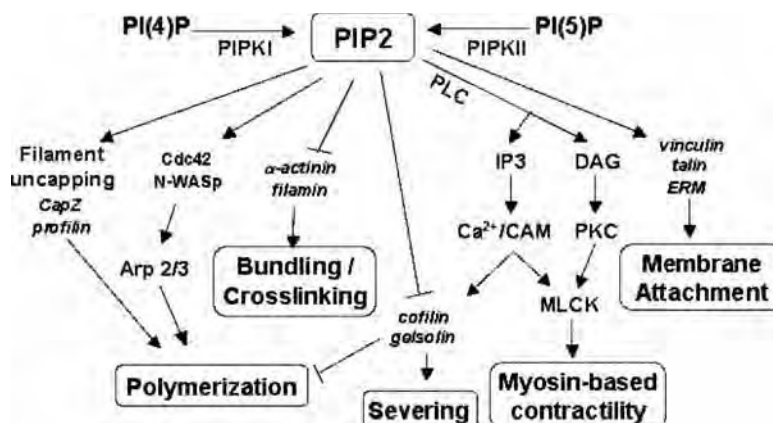 PI(4)P
PIPKI
PIP2
PIPKII
PI(5)P
PLC
Filament
uncapping
CapZ
profilin
Cdc42
N-WASp
α-actinin
filamin
IP3
DAG
vinculin
talin
ERM
Ca²⁺/CAM
PKC
Arp 2/3
Bundling /
Crosslinking
Membrane
Attachment
cofilin
gelsolin
MLCK
Polymerization
Severing
Myosin-based
contractility